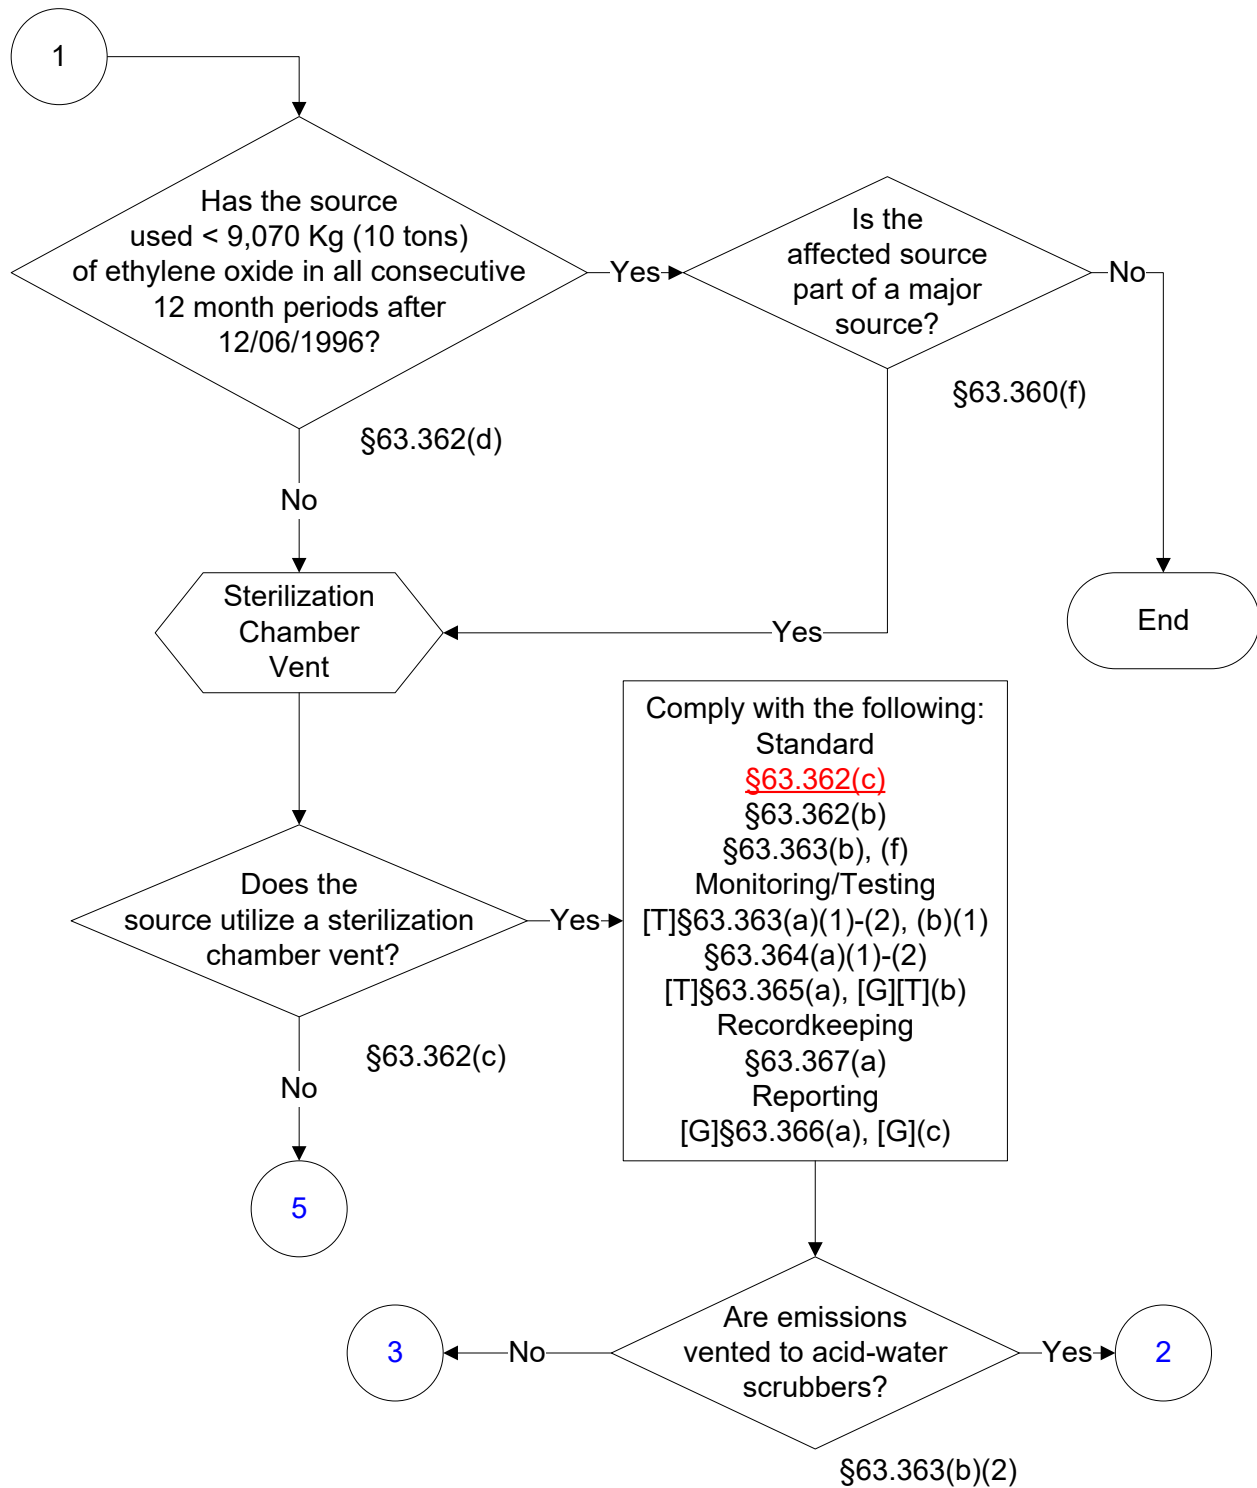 1
Has the source
used < 9,070 Kg (10 tons)
of ethylene oxide in all consecutive
12 month periods after
12/06/1996?
Yes
Is the
affected source
part of a major
source?
No
§63.360(f)
§63.362(d)
No
Sterilization
Chamber
Vent
Yes
End
Comply with the following:
Standard
§63.362(c)
§63.362(b)
§63.363(b), (f)
Monitoring/Testing
[T]§63.363(a)(1)-(2), (b)(1)
§63.364(a)(1)-(2)
[T]§63.365(a), [G][T](b)
Recordkeeping
§63.367(a)
Reporting
[G]§63.366(a), [G](c)
Does the
source utilize a sterilization
chamber vent?
Yes
§63.362(c)
No
5
Are emissions
vented to acid-water
scrubbers?
No
3
Yes
2
§63.363(b)(2)